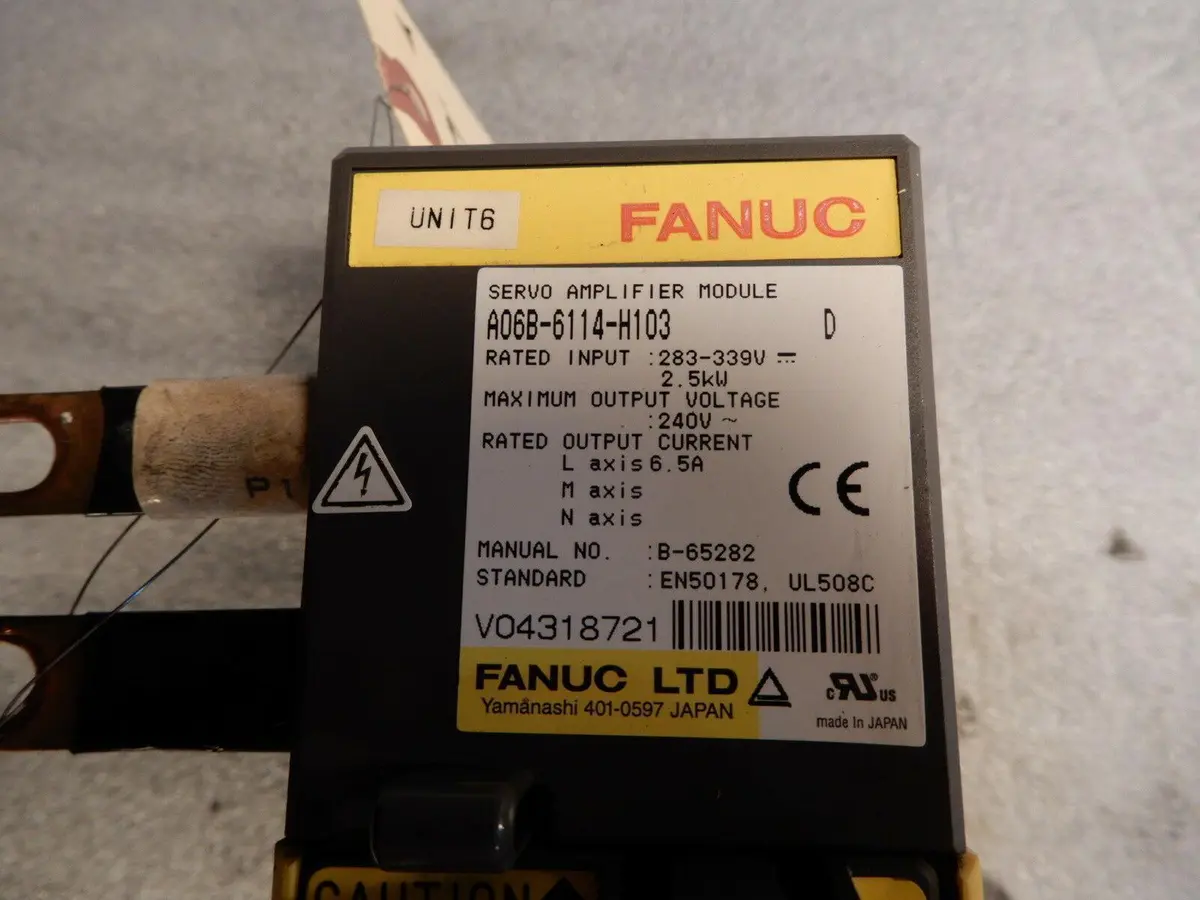 UNIT6
FANUC
SERVO AMPLIFIER MODULE
A06B-6114-H103 D
RATED INPUT :283-339V ⎓
2.5kW
MAXIMUM OUTPUT VOLTAGE
:240V ~
RATED OUTPUT CURRENT
L axis 6.5A
M axis
N axis
CE
MANUAL NO. :B-65282
STANDARD :EN50178, UL508C
V04318721
FANUC LTD
Yamanashi 401-0597 JAPAN
c RU US
made in JAPAN
P1
CAUTION